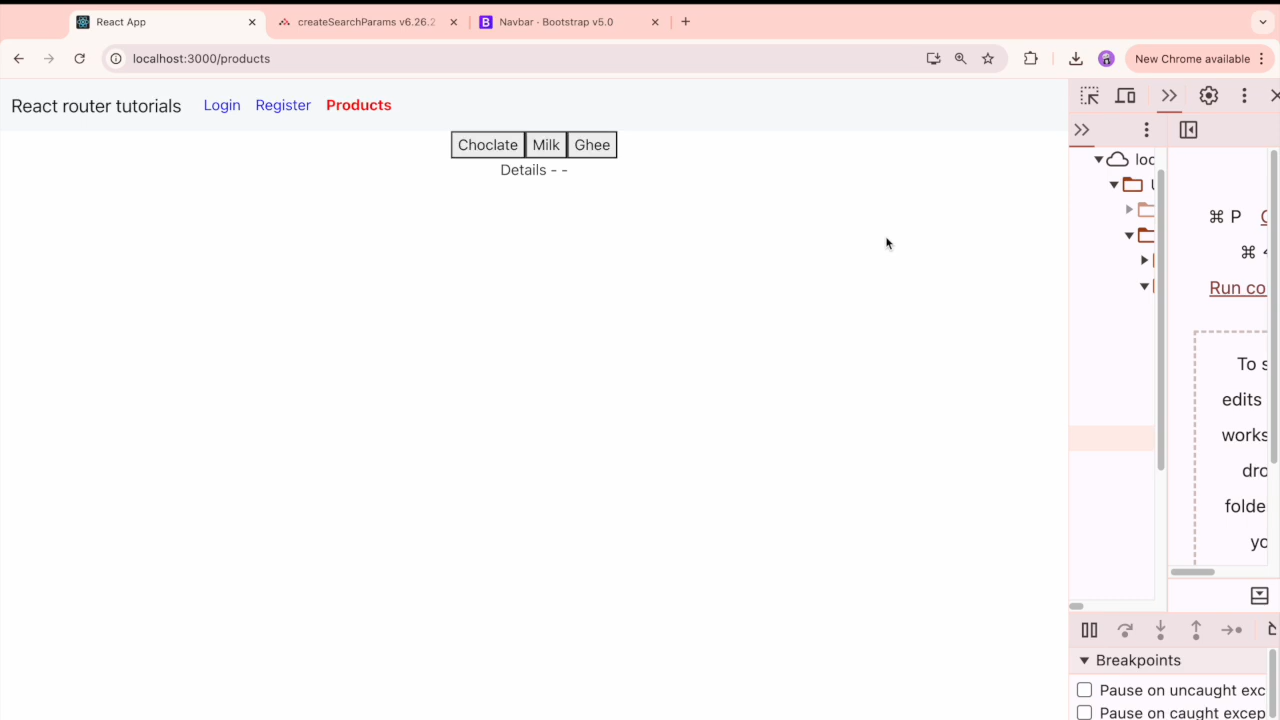 React App
createSearchParams v6.26.2
Navbar · Bootstrap v5.0
localhost:3000/products
New Chrome available
React router tutorials Login Register Products
Choclate Milk Ghee
Details - -
loc
⌘ P
⌘
Run co
To s
edits
works
dro
folde
yo
Breakpoints
Pause on uncaught exc
Pause on caught excep